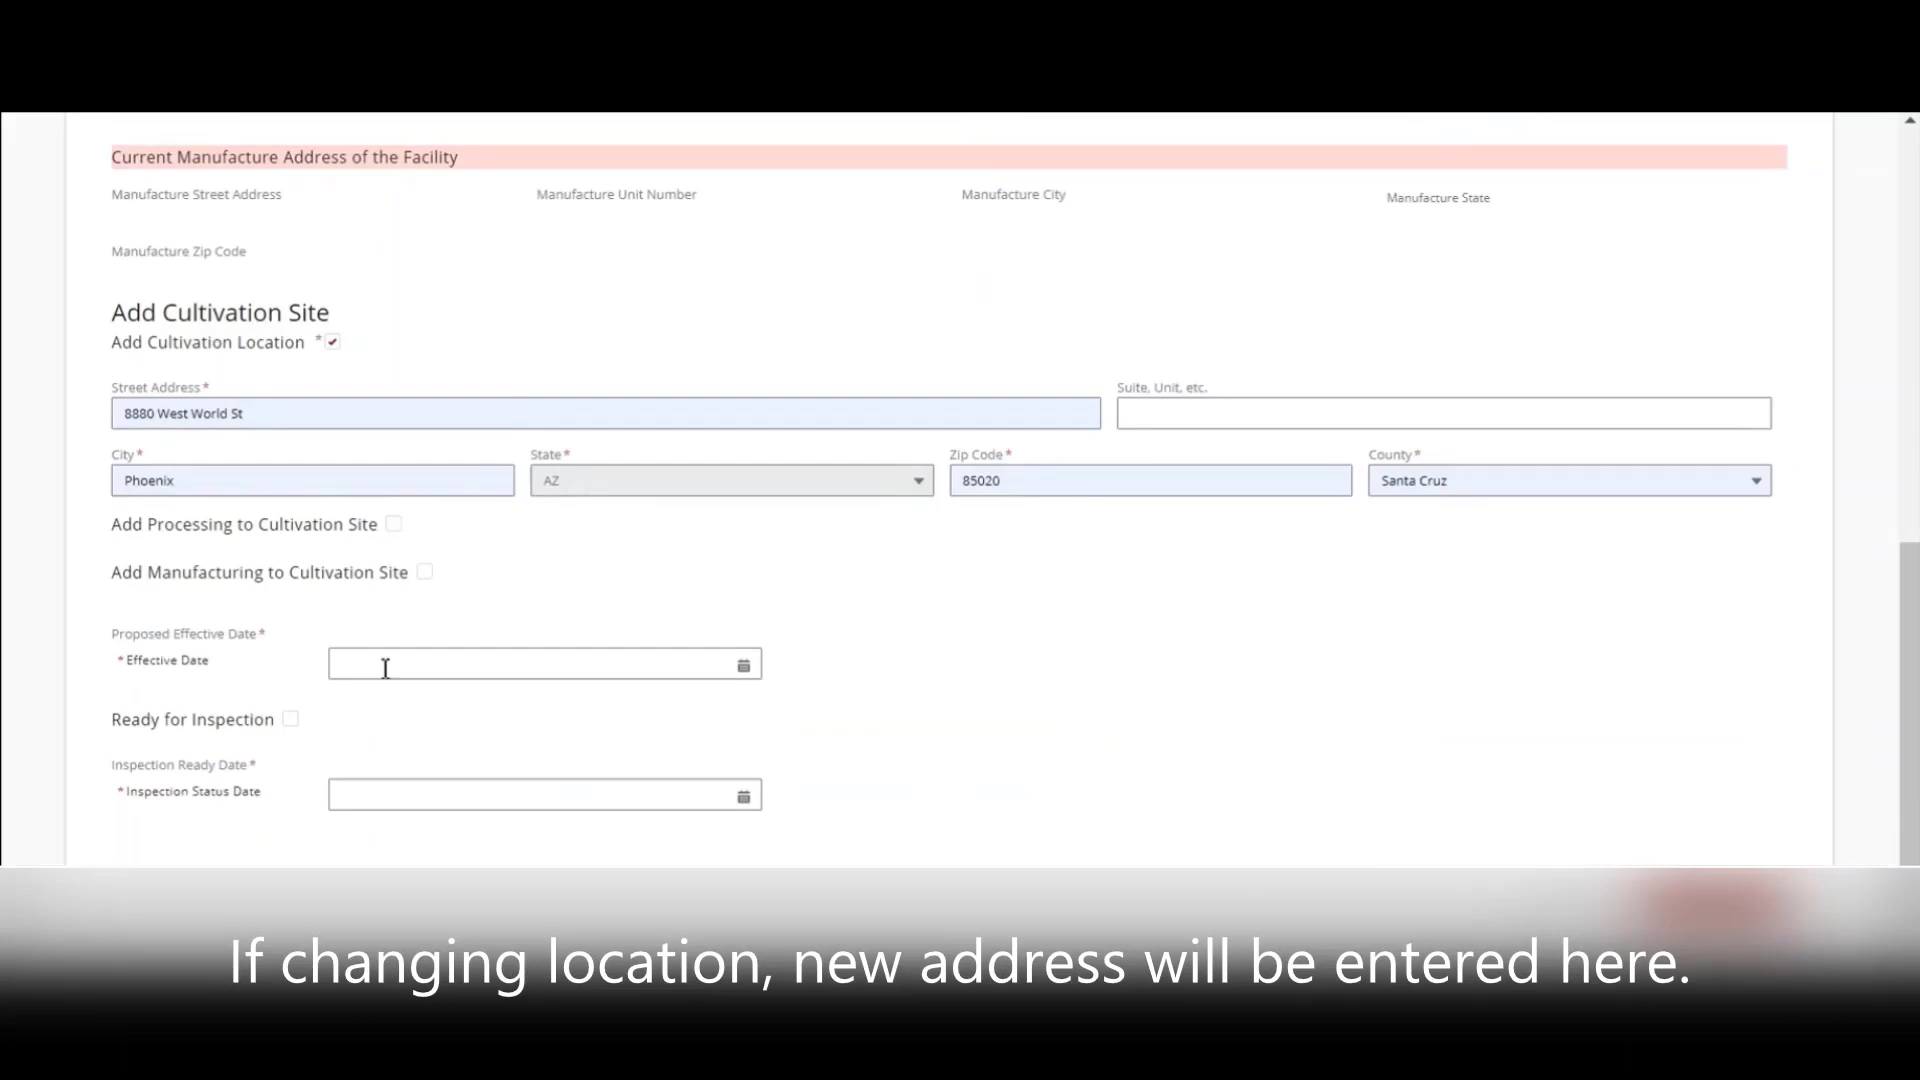 Current Manufacture Address of the Facility
Manufacture Street Address Manufacture Unit Number Manufacture City Manufacture State
Manufacture Zip Code
Add Cultivation Site
Add Cultivation Location *
Street Address * Suite, Unit, etc.
8880 West World St
City * State * Zip Code * County *
Phoenix AZ 85020 Santa Cruz
Add Processing to Cultivation Site
Add Manufacturing to Cultivation Site
Proposed Effective Date *
* Effective Date
Ready for Inspection
Inspection Ready Date *
* Inspection Status Date
If changing location, new address will be entered here.